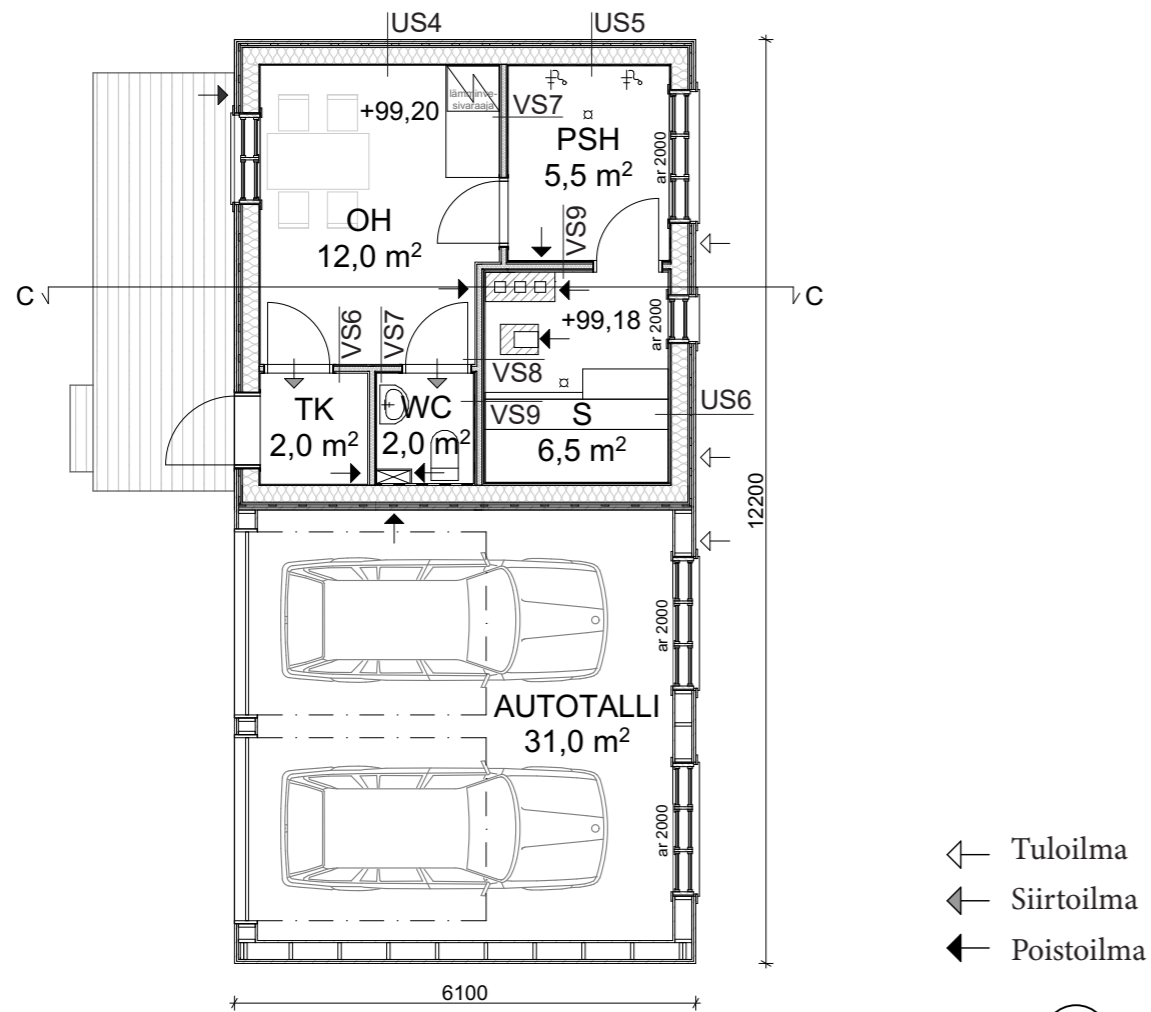 US4
US5
lämminve-
sivaraaja
+99,20
VS7
PSH
5,5 m²
ar 2000
OH
12,0 m²
VS9
C
C
+99,18
ar 2000
VS6
VS7
VS8
TK
2,0 m²
WC
2,0 m²
VS9
S
6,5 m²
US6
12200
ar 2000
AUTOTALLI
31,0 m²
ar 2000
6100
Tuloilma
Siirtoilma
Poistoilma